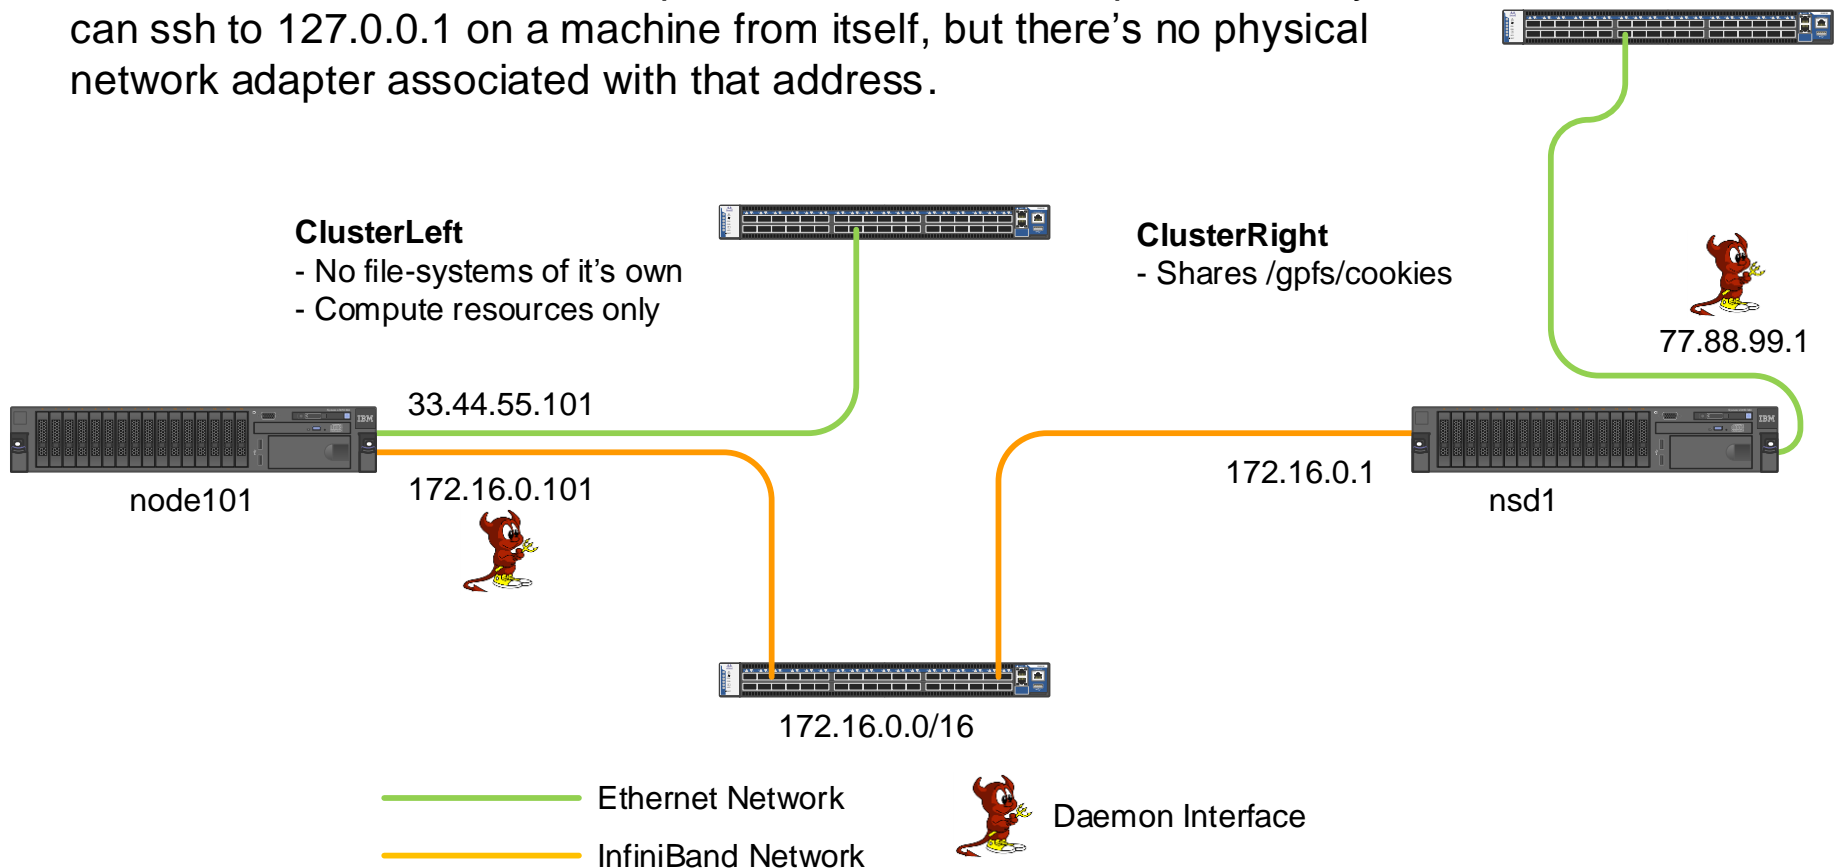 can ssh to 127.0.0.1 on a machine from itself, but there’s no physical
network adapter associated with that address.
ClusterLeft
- No file-systems of it’s own
- Compute resources only
ClusterRight
- Shares /gpfs/cookies
77.88.99.1
33.44.55.101
IBM
IBM
172.16.0.101
172.16.0.1
node101
nsd1
172.16.0.0/16
Ethernet Network
Daemon Interface
InfiniBand Network